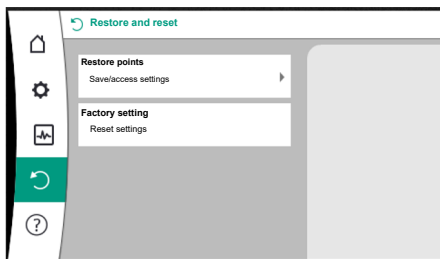 Restore and reset
Restore points
Save/access settings
Factory setting
Reset settings
?